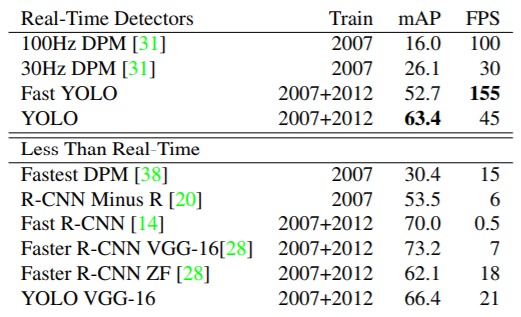 Real-Time Detectors Train mAP FPS
100Hz DPM [31] 2007 16.0 100
30Hz DPM [31] 2007 26.1 30
Fast YOLO 2007+2012 52.7 155
YOLO 2007+2012 63.4 45
Less Than Real-Time
Fastest DPM [38] 2007 30.4 15
R-CNN Minus R [20] 2007 53.5 6
Fast R-CNN [14] 2007+2012 70.0 0.5
Faster R-CNN VGG-16[28] 2007+2012 73.2 7
Faster R-CNN ZF [28] 2007+2012 62.1 18
YOLO VGG-16 2007+2012 66.4 21